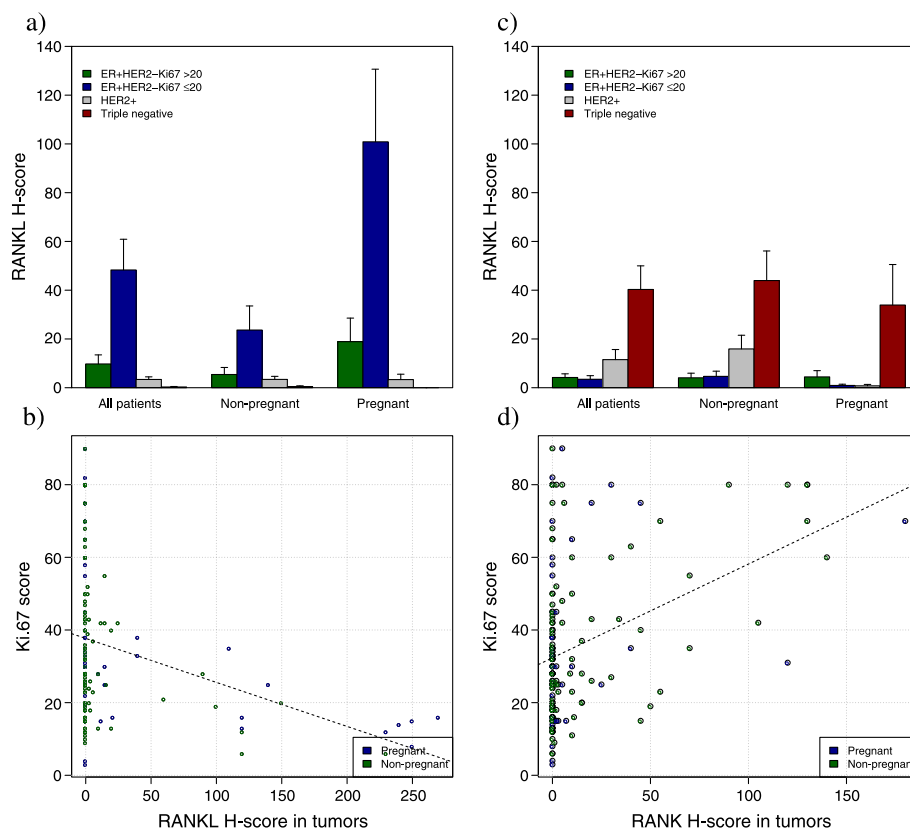 a)
RANKL H-score
140
120
100
80
60
40
20
0
ER+HER2−Ki67 >20
ER+HER2−Ki67 ≤20
HER2+
Triple negative
All patients
Non-pregnant
Pregnant
c)
RANKL H-score
140
120
100
80
60
40
20
0
ER+HER2−Ki67 >20
ER+HER2−Ki67 ≤20
HER2+
Triple negative
All patients
Non-pregnant
Pregnant
b)
Ki.67 score
80
60
40
20
0
Pregnant
Non-pregnant
0
50
100
150
200
250
RANKL H-score in tumors
d)
Ki.67 score
80
60
40
20
0
Pregnant
Non-pregnant
0
50
100
150
RANK H-score in tumors